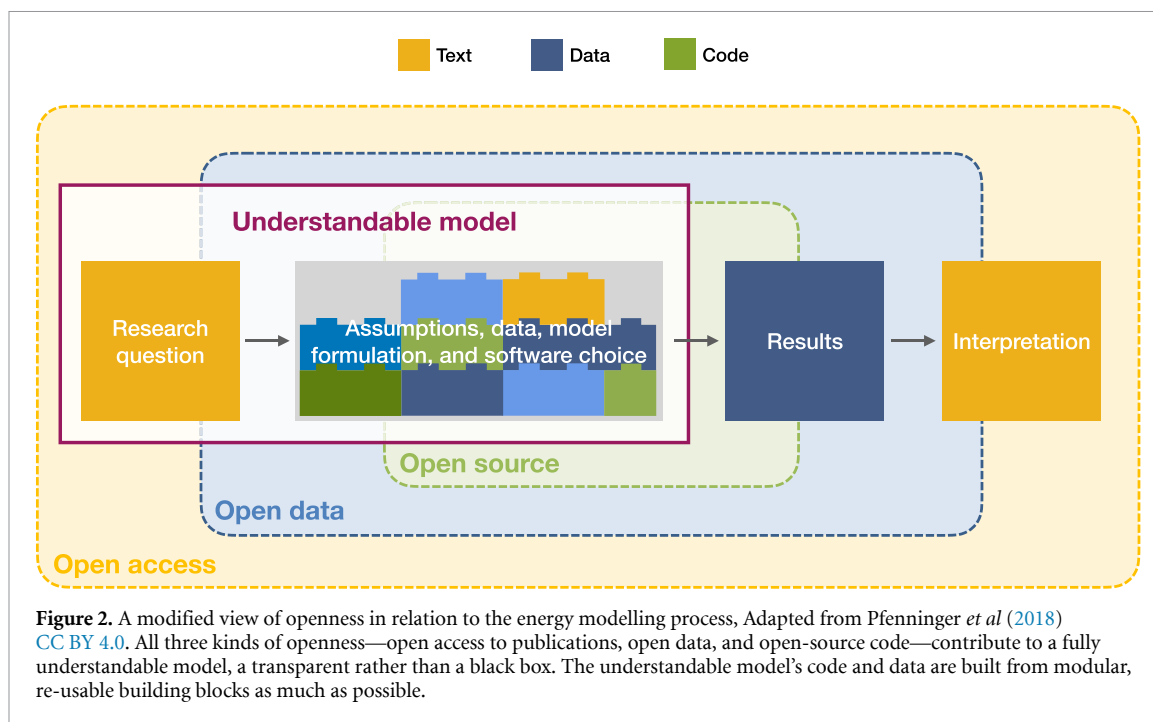 Text
Data
Code
Understandable model
Research
question
Assumptions, data, model
formulation, and software choice
Results
Interpretation
Open source
Open data
Open access
Figure 2. A modified view of openness in relation to the energy modelling process, Adapted from Pfenninger et al (2018)
CC BY 4.0. All three kinds of openness—open access to publications, open data, and open-source code—contribute to a fully
understandable model, a transparent rather than a black box. The understandable model’s code and data are built from modular,
re-usable building blocks as much as possible.